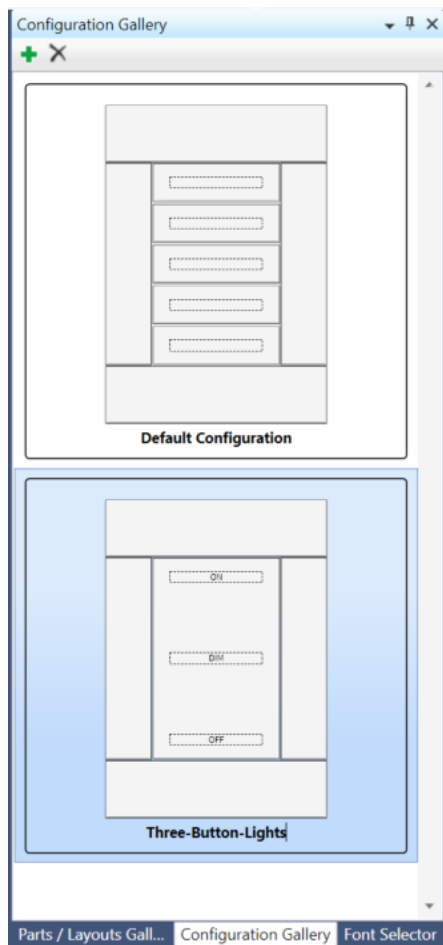 Configuration Gallery
Default Configuration
ON
DIM
OFF
Three-Button-Lights
Parts / Layouts Gall... Configuration Gallery Font Selector